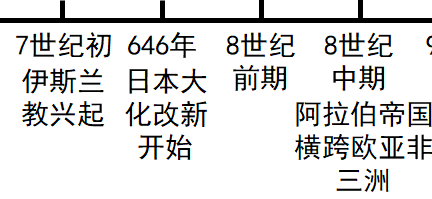 7世纪初
伊斯兰
教兴起
646年
日本大
化改新
开始
8世纪
前期
8世纪
中期
阿拉伯帝国
横跨欧亚非
三洲